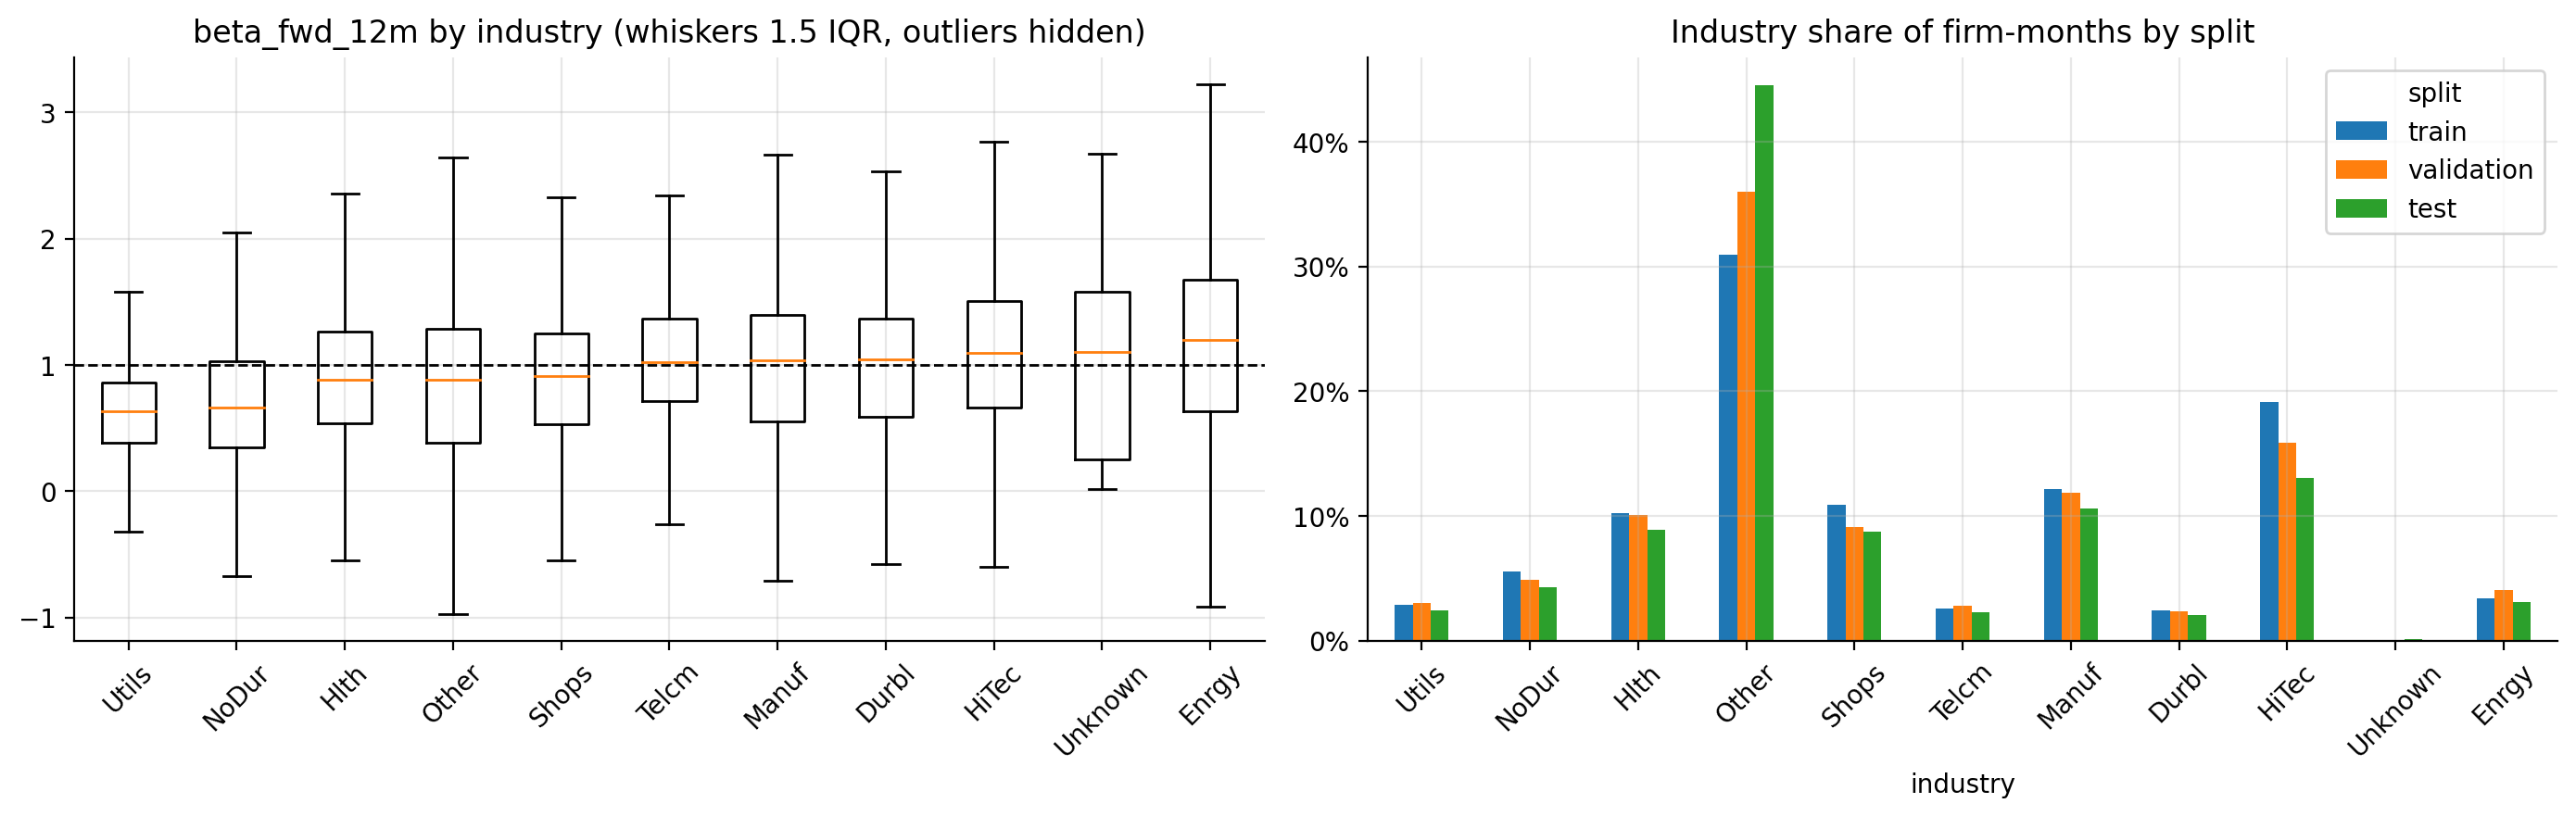 beta_fwd_12m by industry (whiskers 1.5 IQR, outliers hidden)
3
2
1
0
−1
Utils
NoDur
Hlth
Other
Shops
Telcm
Manuf
Durbl
HiTec
Unknown
Enrgy
Industry share of firm-months by split
split
train
validation
test
40%
30%
20%
10%
0%
Utils
NoDur
Hlth
Other
Shops
Telcm
Manuf
Durbl
HiTec
Unknown
Enrgy
industry